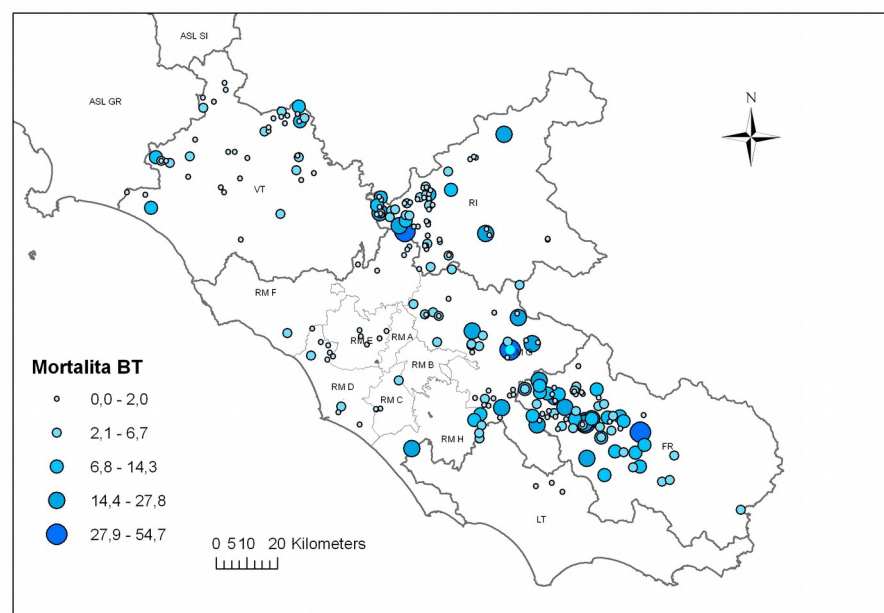 ASL SI
ASL GR
N
VT
RI
RM F
RM E
RM A
RM B
RM D
RM C
RM H
FR
LT
Mortalita BT
0,0 - 2,0
2,1 - 6,7
6,8 - 14,3
14,4 - 27,8
27,9 - 54,7
0 5 10 20 Kilometers